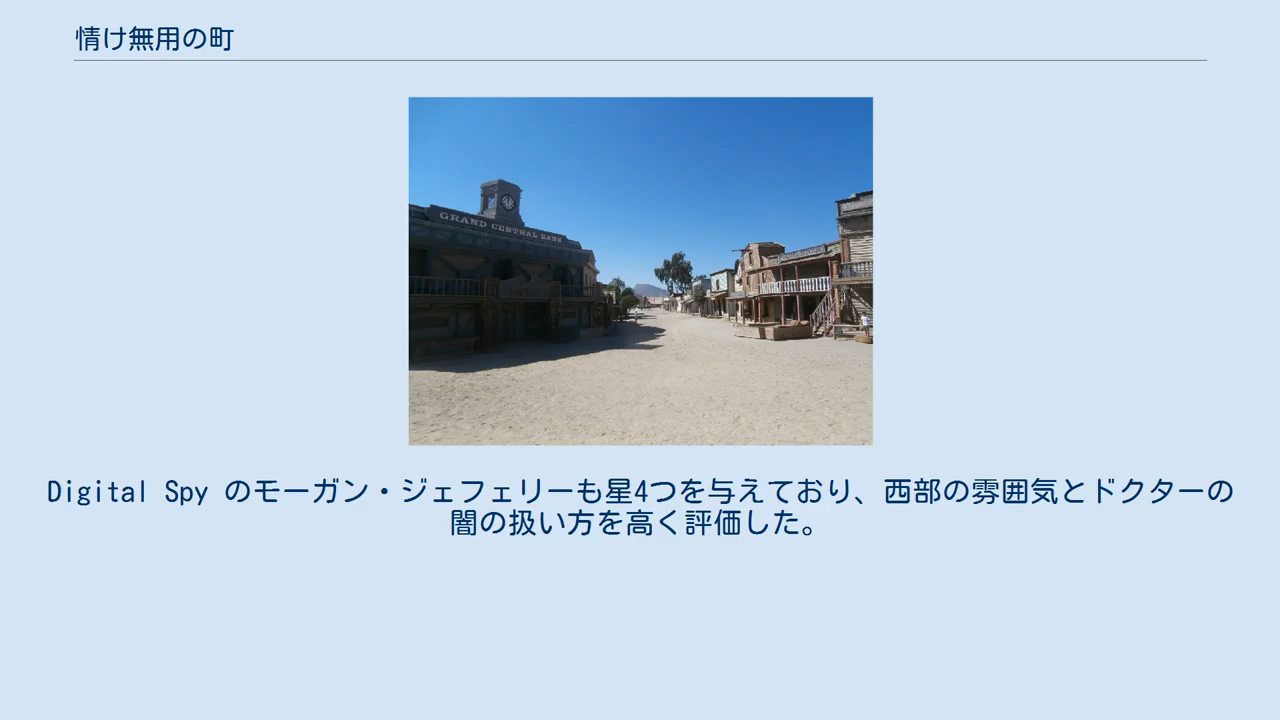 情け無用の町
GRAND CENTRAL BANK
Digital Spy のモーガン・ジェフェリーも星4つを与えており、西部の雰囲気とドクターの
闇の扱い方を高く評価した。